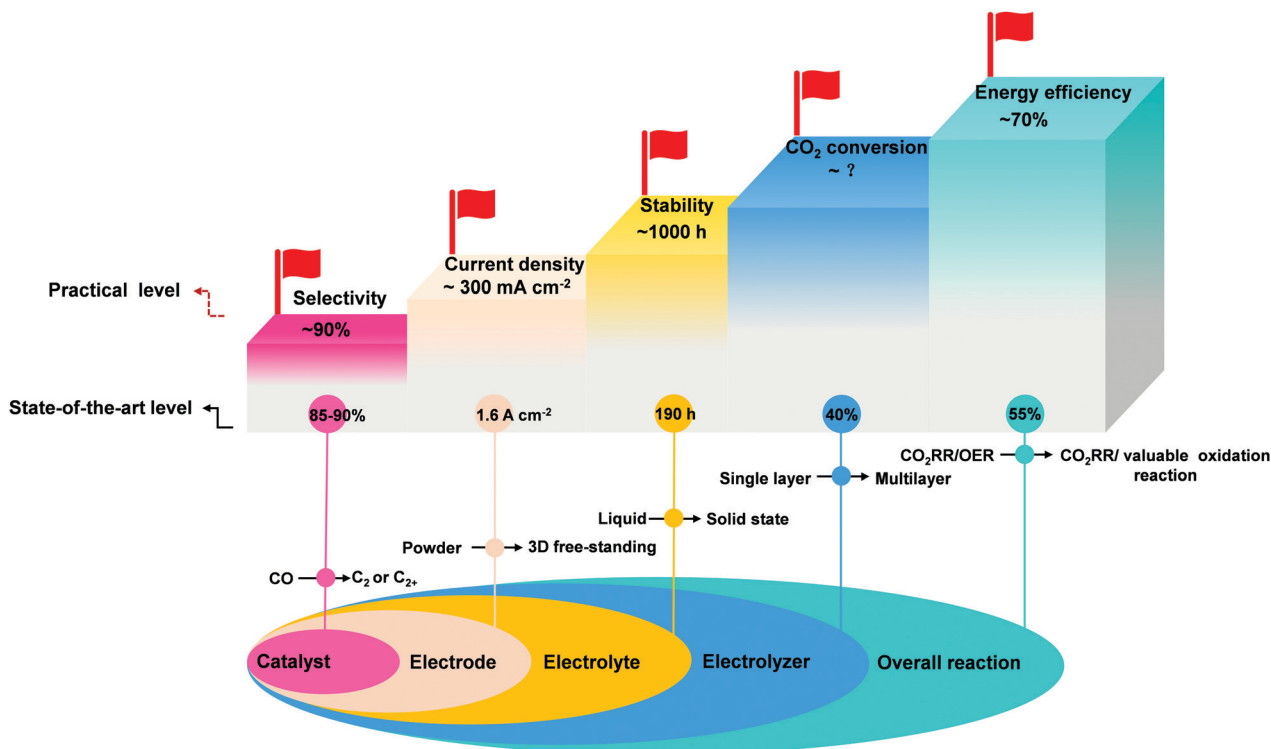 Energy efficiency
~70%
CO₂ conversion
~ ?
Stability
~1000 h
Current density
~ 300 mA cm⁻²
Selectivity
~90%
Practical level
State-of-the-art level
85-90%
1.6 A cm⁻²
190 h
40%
55%
CO₂RR/OER
CO₂RR/ valuable oxidation
reaction
Single layer
Multilayer
Liquid
Solid state
Powder
3D free-standing
CO
C₂ or C₂₊
Catalyst
Electrode
Electrolyte
Electrolyzer
Overall reaction